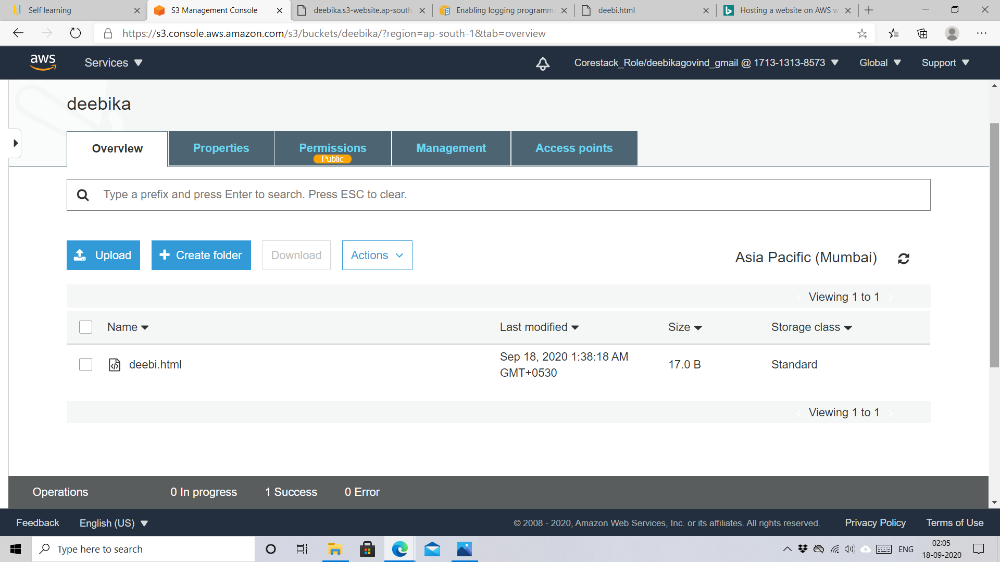 Self learning
S3 Management Console
deebika.s3-website.ap-south
Enabling logging programma
deebi.html
Hosting a website on AWS w
https://s3.console.aws.amazon.com/s3/buckets/deebika/?region=ap-south-1&tab=overview
aws
Services
Corestack_Role/deebikagovind_gmail @ 1713-1313-8573
Global
Support
deebika
Overview
Properties
Permissions
Public
Management
Access points
Type a prefix and press Enter to search. Press ESC to clear.
Upload
Create folder
Download
Actions
Asia Pacific (Mumbai)
Viewing 1 to 1
Name
Last modified
Size
Storage class
deebi.html
Sep 18, 2020 1:38:18 AM
GMT+0530
17.0 B
Standard
Viewing 1 to 1
Operations
0 In progress
1 Success
0 Error
Feedback
English (US)
© 2008 - 2020, Amazon Web Services, Inc. or its affiliates. All rights reserved.
Privacy Policy
Terms of Use
Type here to search
ENG
02:05
18-09-2020